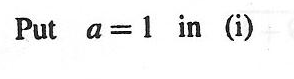 Put a = 1 in (i)